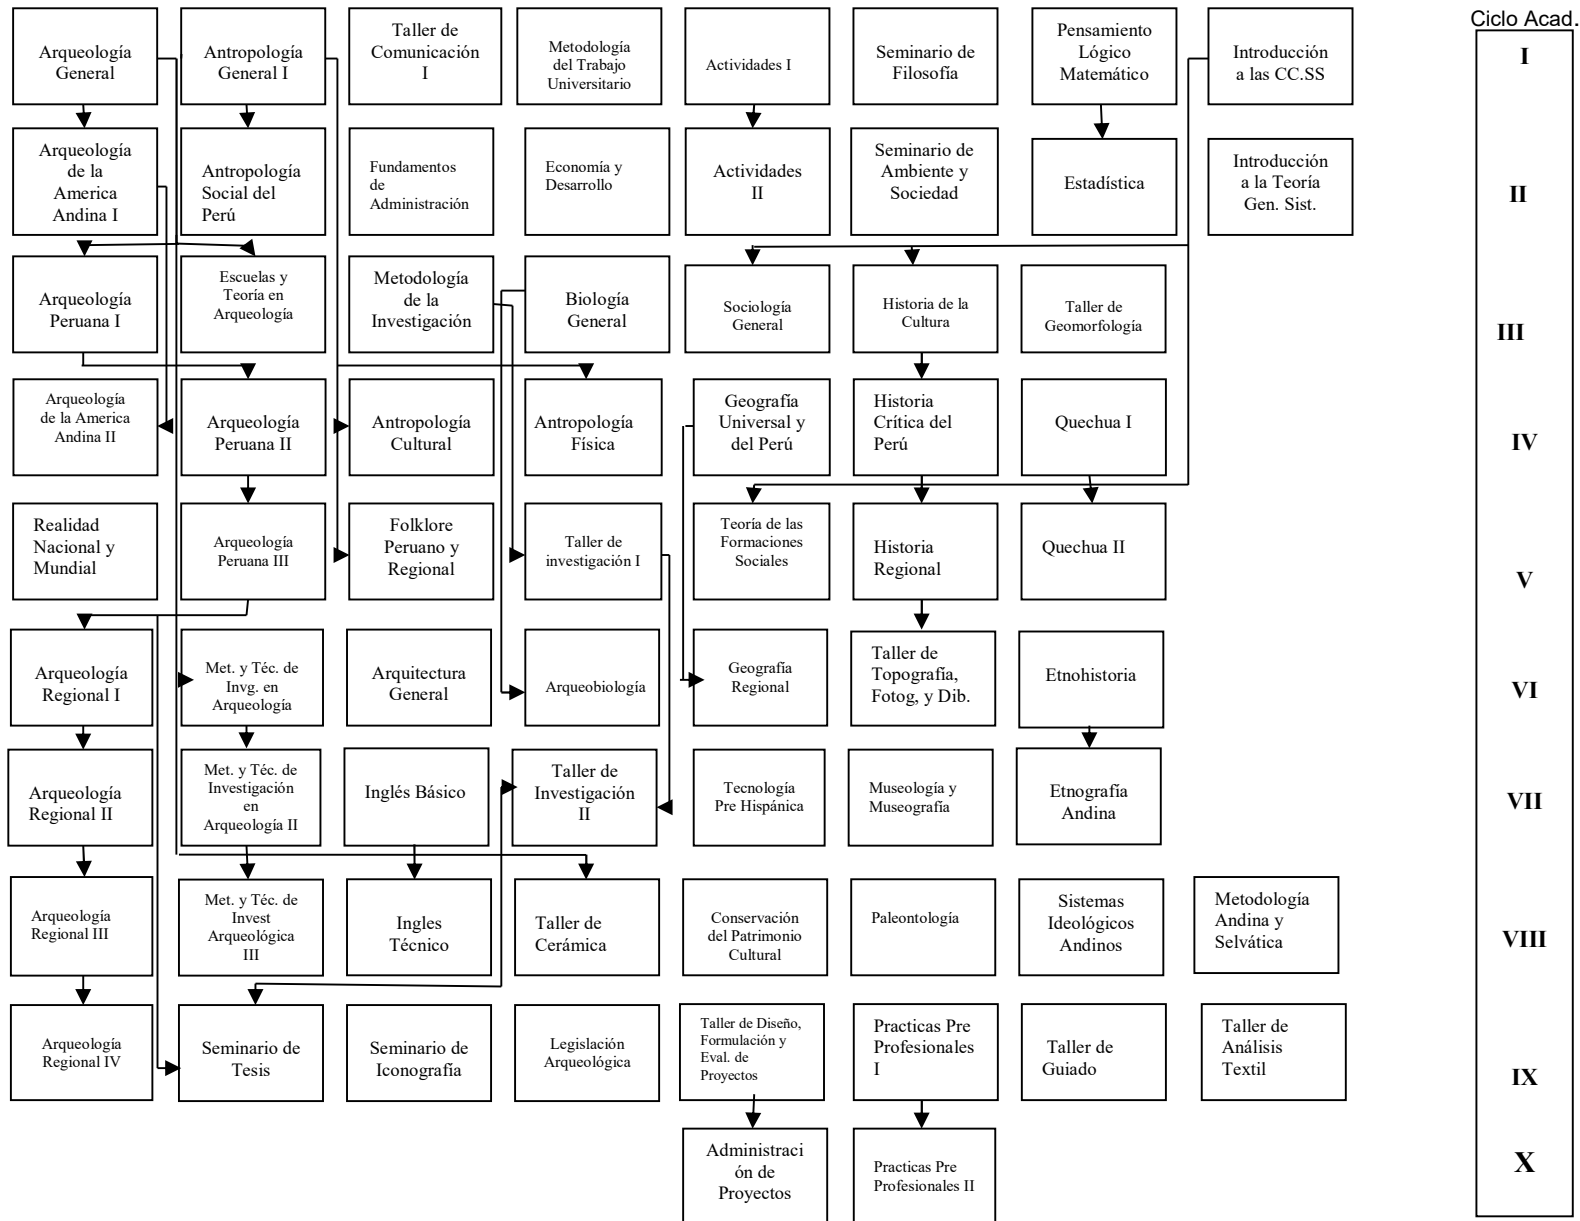 Ciclo Acad.
Arqueología
General
Antropología
General I
Taller de
Comunicación
I
Metodología
del Trabajo
Universitario
Actividades I
Seminario de
Filosofía
Pensamiento
Lógico
Matemático
Introducción
a las CC.SS
I
Arqueología
de la
America
Andina I
Antropología
Social del
Perú
Fundamentos
de
Administración
Economía y
Desarrollo
Actividades
II
Seminario de
Ambiente y
Sociedad
Estadística
Introducción
a la Teoría
Gen. Sist.
II
Arqueología
Peruana I
Escuelas y
Teoría en
Arqueología
Metodología
de la
Investigación
Biología
General
Sociología
General
Historia de la
Cultura
Taller de
Geomorfología
III
Arqueología
de la America
Andina II
Arqueología
Peruana II
Antropología
Cultural
Antropología
Física
Geografía
Universal y
del Perú
Historia
Crítica del
Perú
Quechua I
IV
Realidad
Nacional y
Mundial
Arqueología
Peruana III
Folklore
Peruano y
Regional
Taller de
investigación I
Teoría de las
Formaciones
Sociales
Historia
Regional
Quechua II
V
Arqueología
Regional I
Met. y Téc. de
Invg. en
Arqueología
Arquitectura
General
Arqueobiología
Geografía
Regional
Taller de
Topografía,
Fotog, y Dib.
Etnohistoria
VI
Arqueología
Regional II
Met. y Téc. de
Investigación
en
Arqueología II
Inglés Básico
Taller de
Investigación
II
Tecnología
Pre Hispánica
Museología y
Museografía
Etnografía
Andina
VII
Arqueología
Regional III
Met. y Téc. de
Invest
Arqueológica
III
Ingles
Técnico
Taller de
Cerámica
Conservación
del Patrimonio
Cultural
Paleontología
Sistemas
Ideológicos
Andinos
Metodología
Andina y
Selvática
VIII
Arqueología
Regional IV
Seminario de
Tesis
Seminario de
Iconografía
Legislación
Arqueológica
Taller de Diseño,
Formulación y
Eval. de
Proyectos
Practicas Pre
Profesionales
I
Taller de
Guiado
Taller de
Análisis
Textil
IX
Administraci
ón de
Proyectos
Practicas Pre
Profesionales II
X